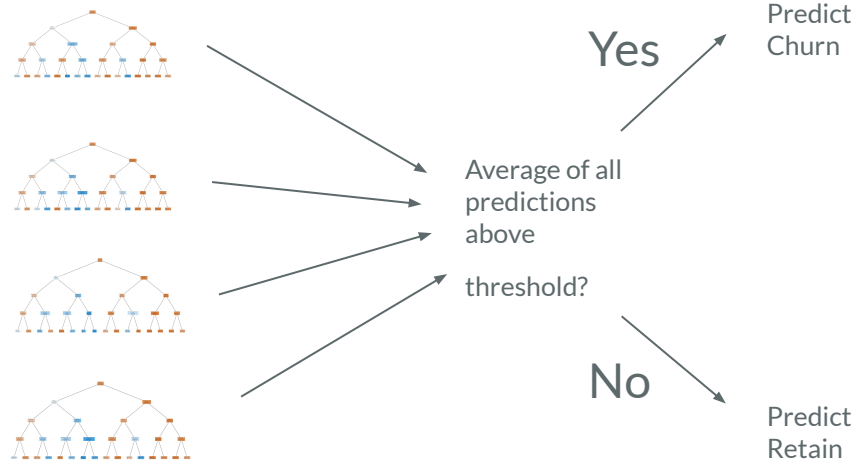 Yes
Predict
Churn
Average of all
predictions
above
threshold?
No
Predict
Retain